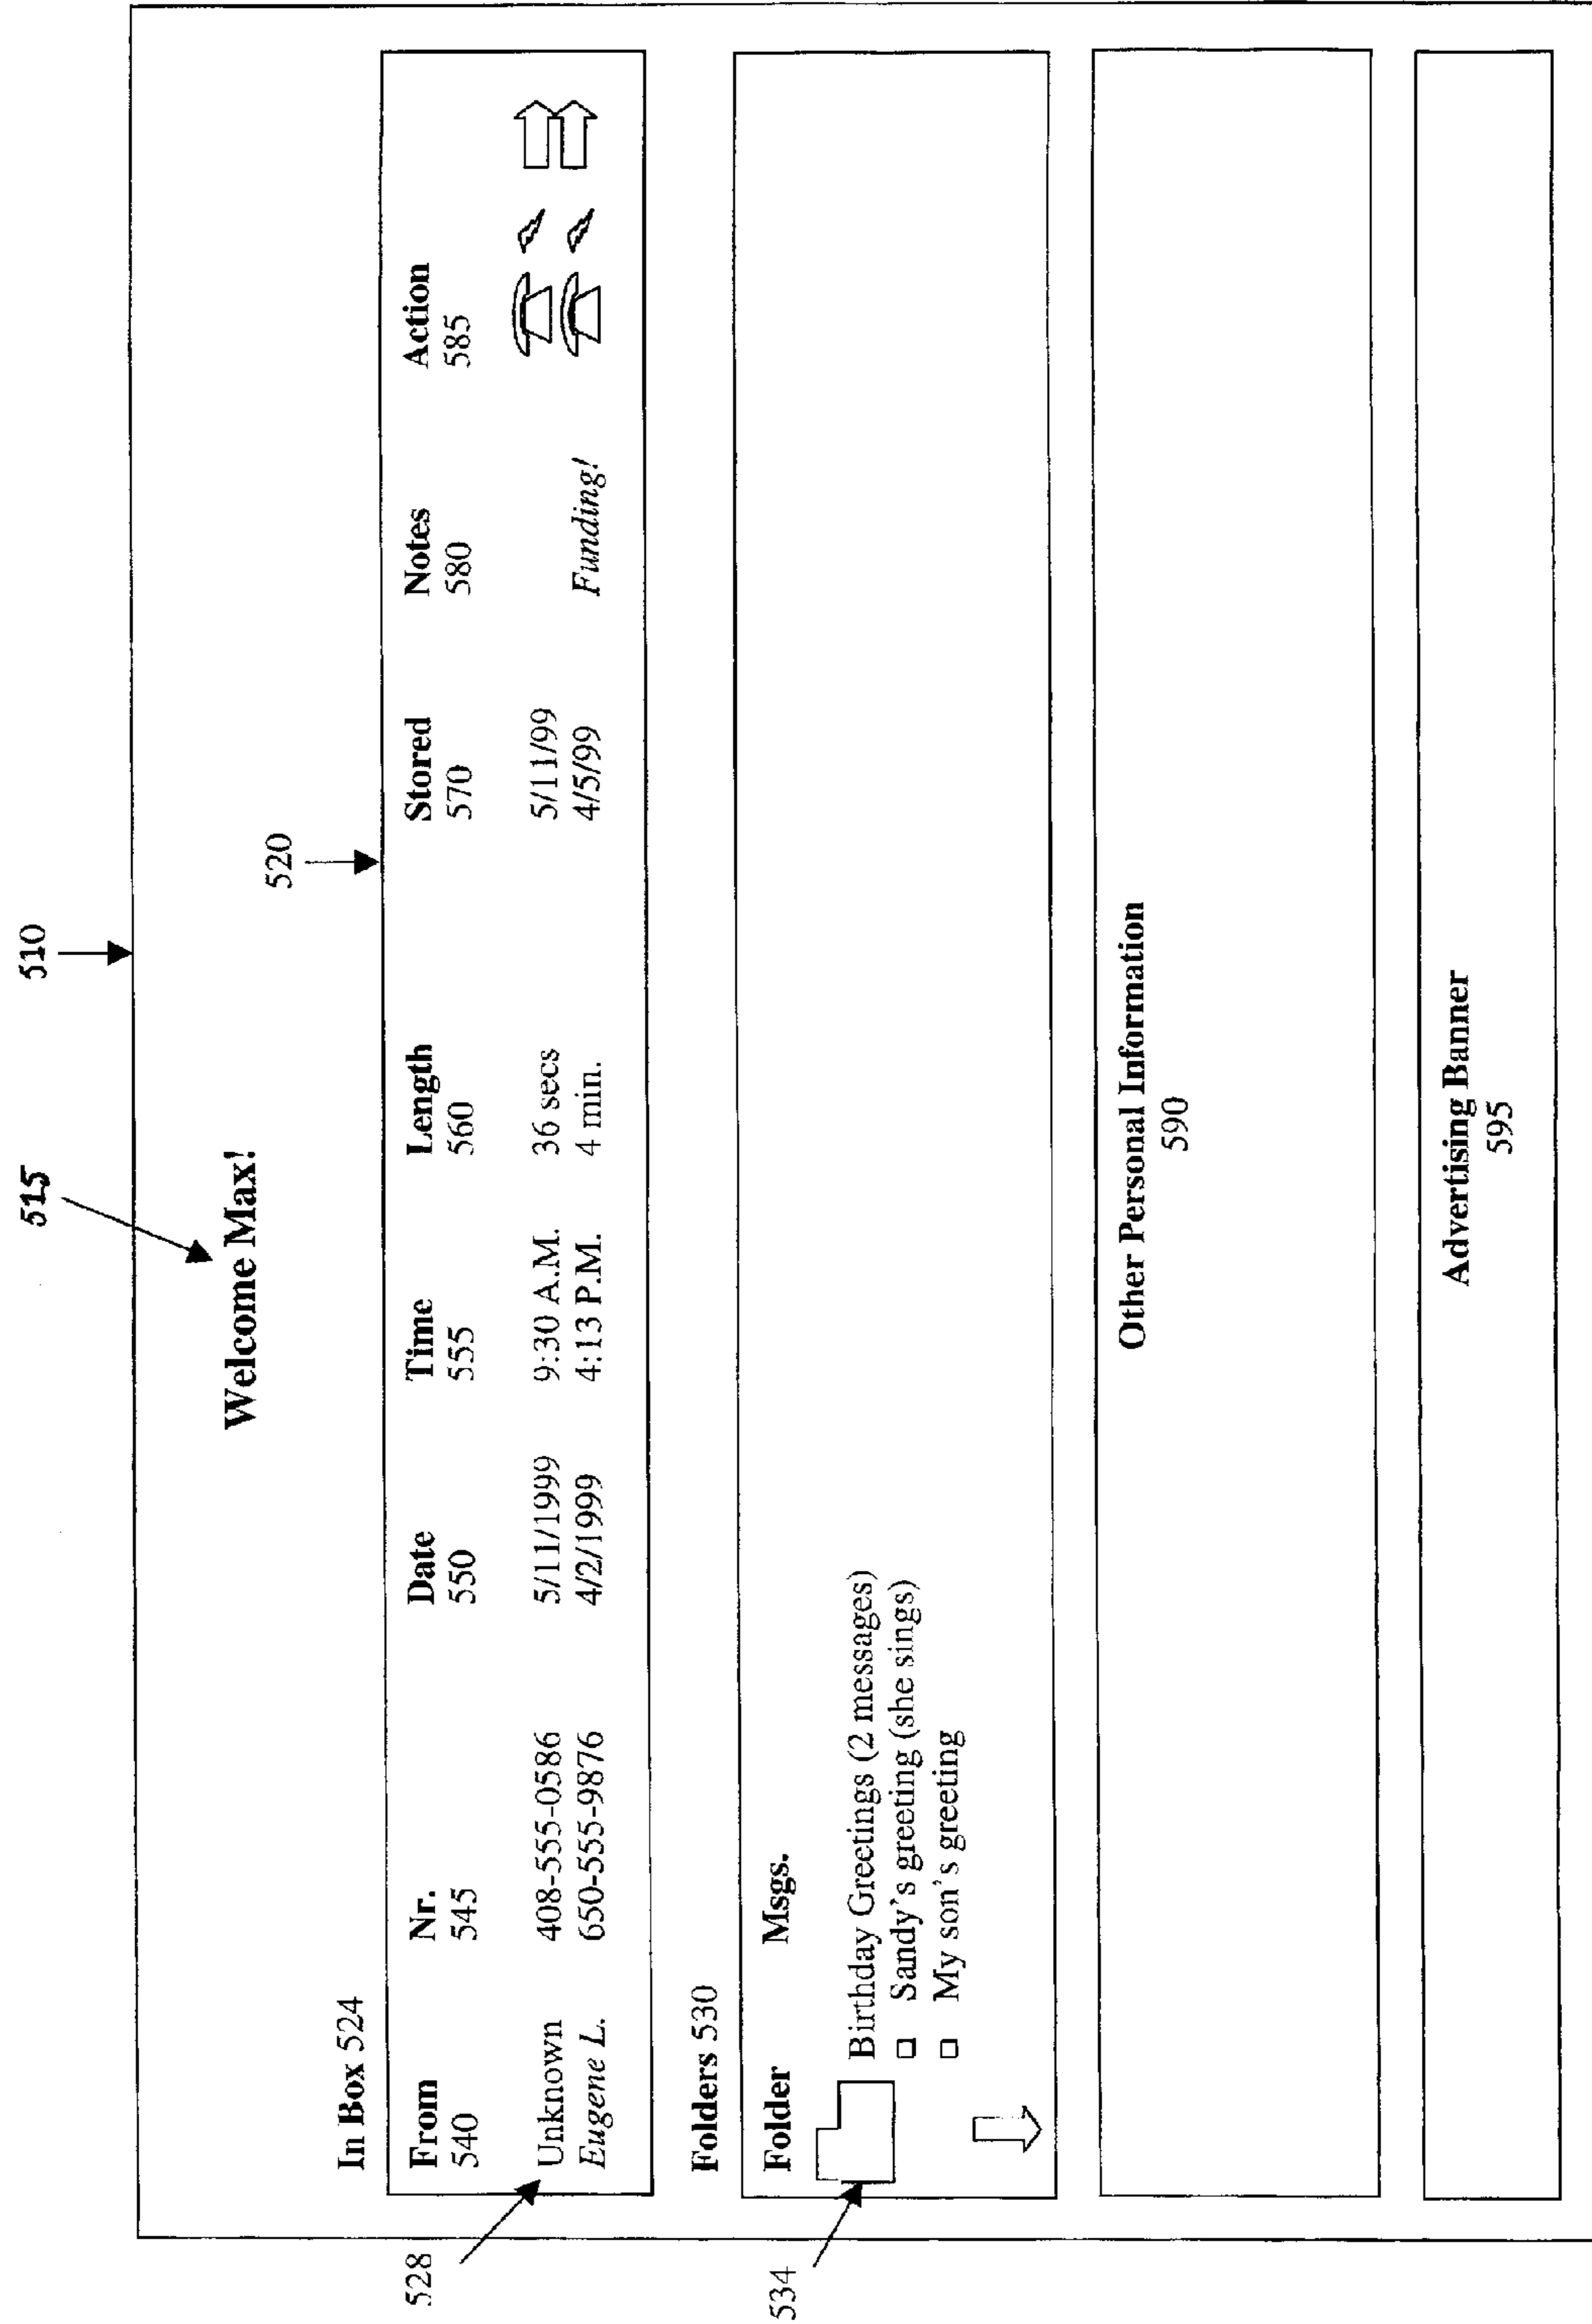 510
515
Welcome Max!
520
In Box 524
From Nr. Date Time Length Stored Notes Action
540 545 550 555 560 570 580 585
528
Unknown 408-555-0586 5/11/1999 9:30 A.M. 36 secs 5/11/99
Eugene L. 650-555-9876 4/2/1999 4:13 P.M. 4 min. 4/5/99 Funding!
Folders 530
Folder Msgs.
534
Birthday Greetings (2 messages)
Sandy's greeting (she sings)
My son's greeting
Other Personal Information
590
Advertising Banner
595